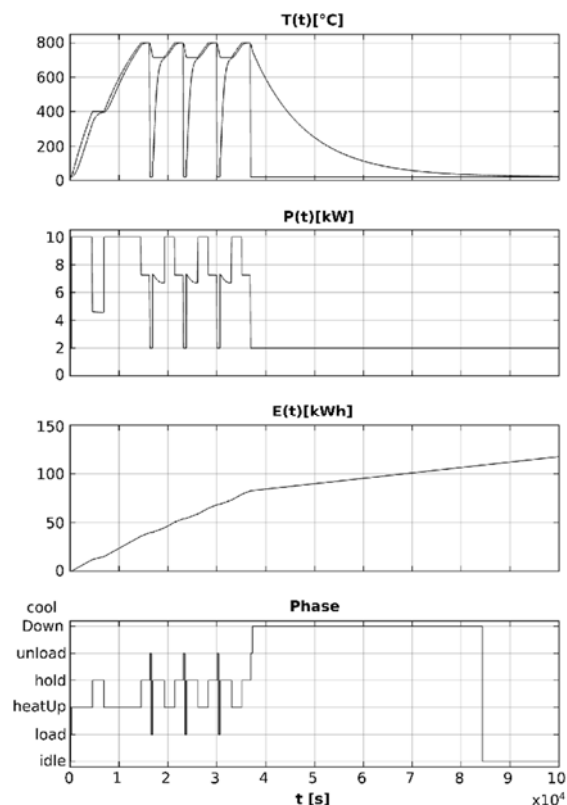 T(t)[°C]
800
600
400
200
0
P(t)[kW]
10
8
6
4
2
0
E(t)[kWh]
150
100
50
0
cool Phase
Down
unload
hold
heatUp
load
idle
0 1 2 3 4 5 6 7 8 9 10
t [s] x10⁴